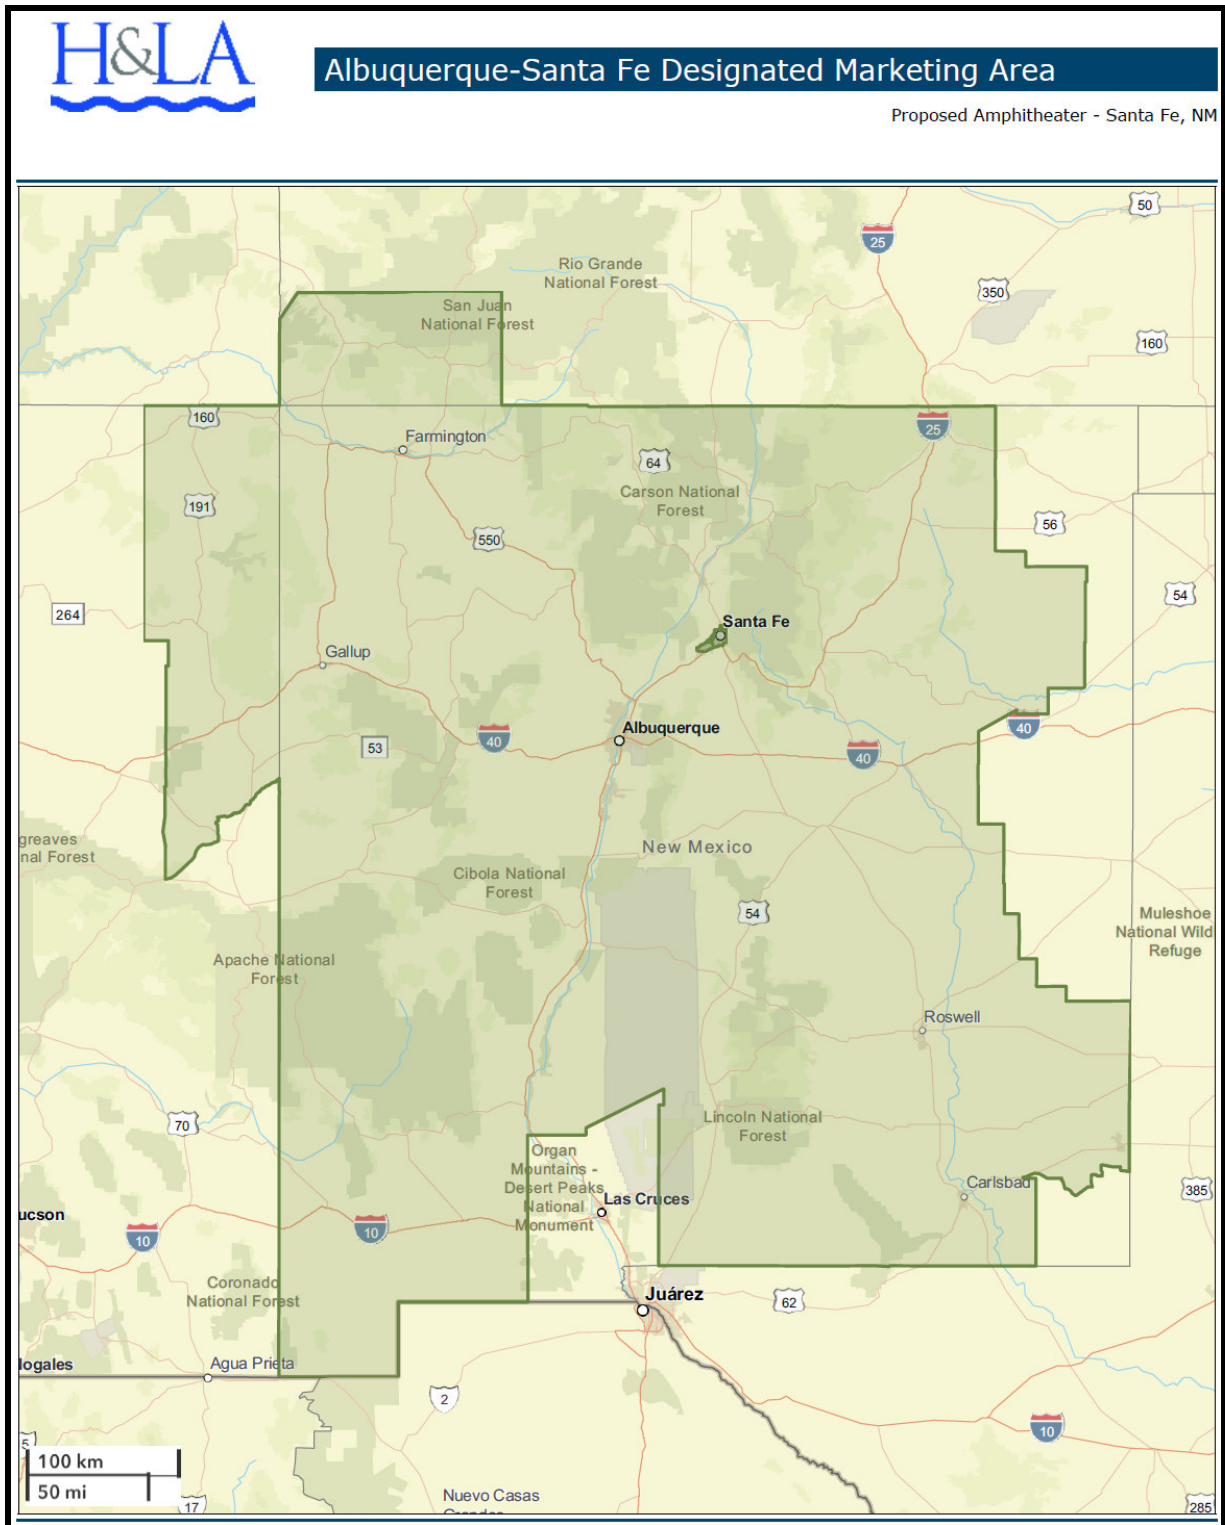 H&LA
Albuquerque-Santa Fe Designated Marketing Area
Proposed Amphitheater - Santa Fe, NM
50
25
Rio Grande
National Forest
350
San Juan
National Forest
160
160
25
Farmington
64
Carson National
Forest
191
56
550
54
264
Santa Fe
Gallup
Albuquerque
40
53
40
40
greaves
nal Forest
New Mexico
Cibola National
Forest
54
Muleshoe
National Wild
Refuge
Apache National
Forest
Roswell
70
Lincoln National
Forest
Organ
Mountains -
Desert Peaks
National
Monument
Las Cruces
Carlsbad
385
ucson
10
10
Coronado
National Forest
Juárez
62
logales
Agua Prieta
2
10
5
100 km
50 mi
17
Nuevo Casas
Grandes
285